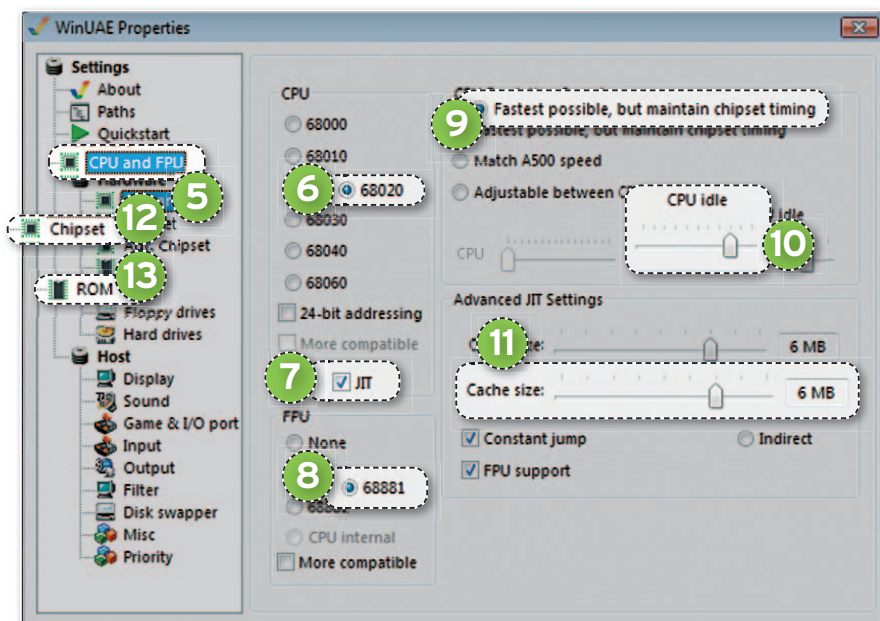 WinUAE Properties
Settings
About
Paths
Quickstart
CPU and FPU
Hardware
5
12
Chipset
Adv. Chipset
13
ROM
Floppy drives
Hard drives
Host
Display
Sound
Game & I/O port
Input
Output
Filter
Disk swapper
Misc
Priority
CPU
68000
68010
6
68020
68030
68040
68060
24-bit addressing
More compatible
7
JIT
FPU
None
8
68881
68882
CPU internal
More compatible
9
Fastest possible, but maintain chipset timing
Fastest possible, but maintain chipset timing
Match A500 speed
Adjustable between
CPU idle
idle
10
CPU
Advanced JIT Settings
11
6 MB
Cache size:
6 MB
Constant jump
Indirect
FPU support